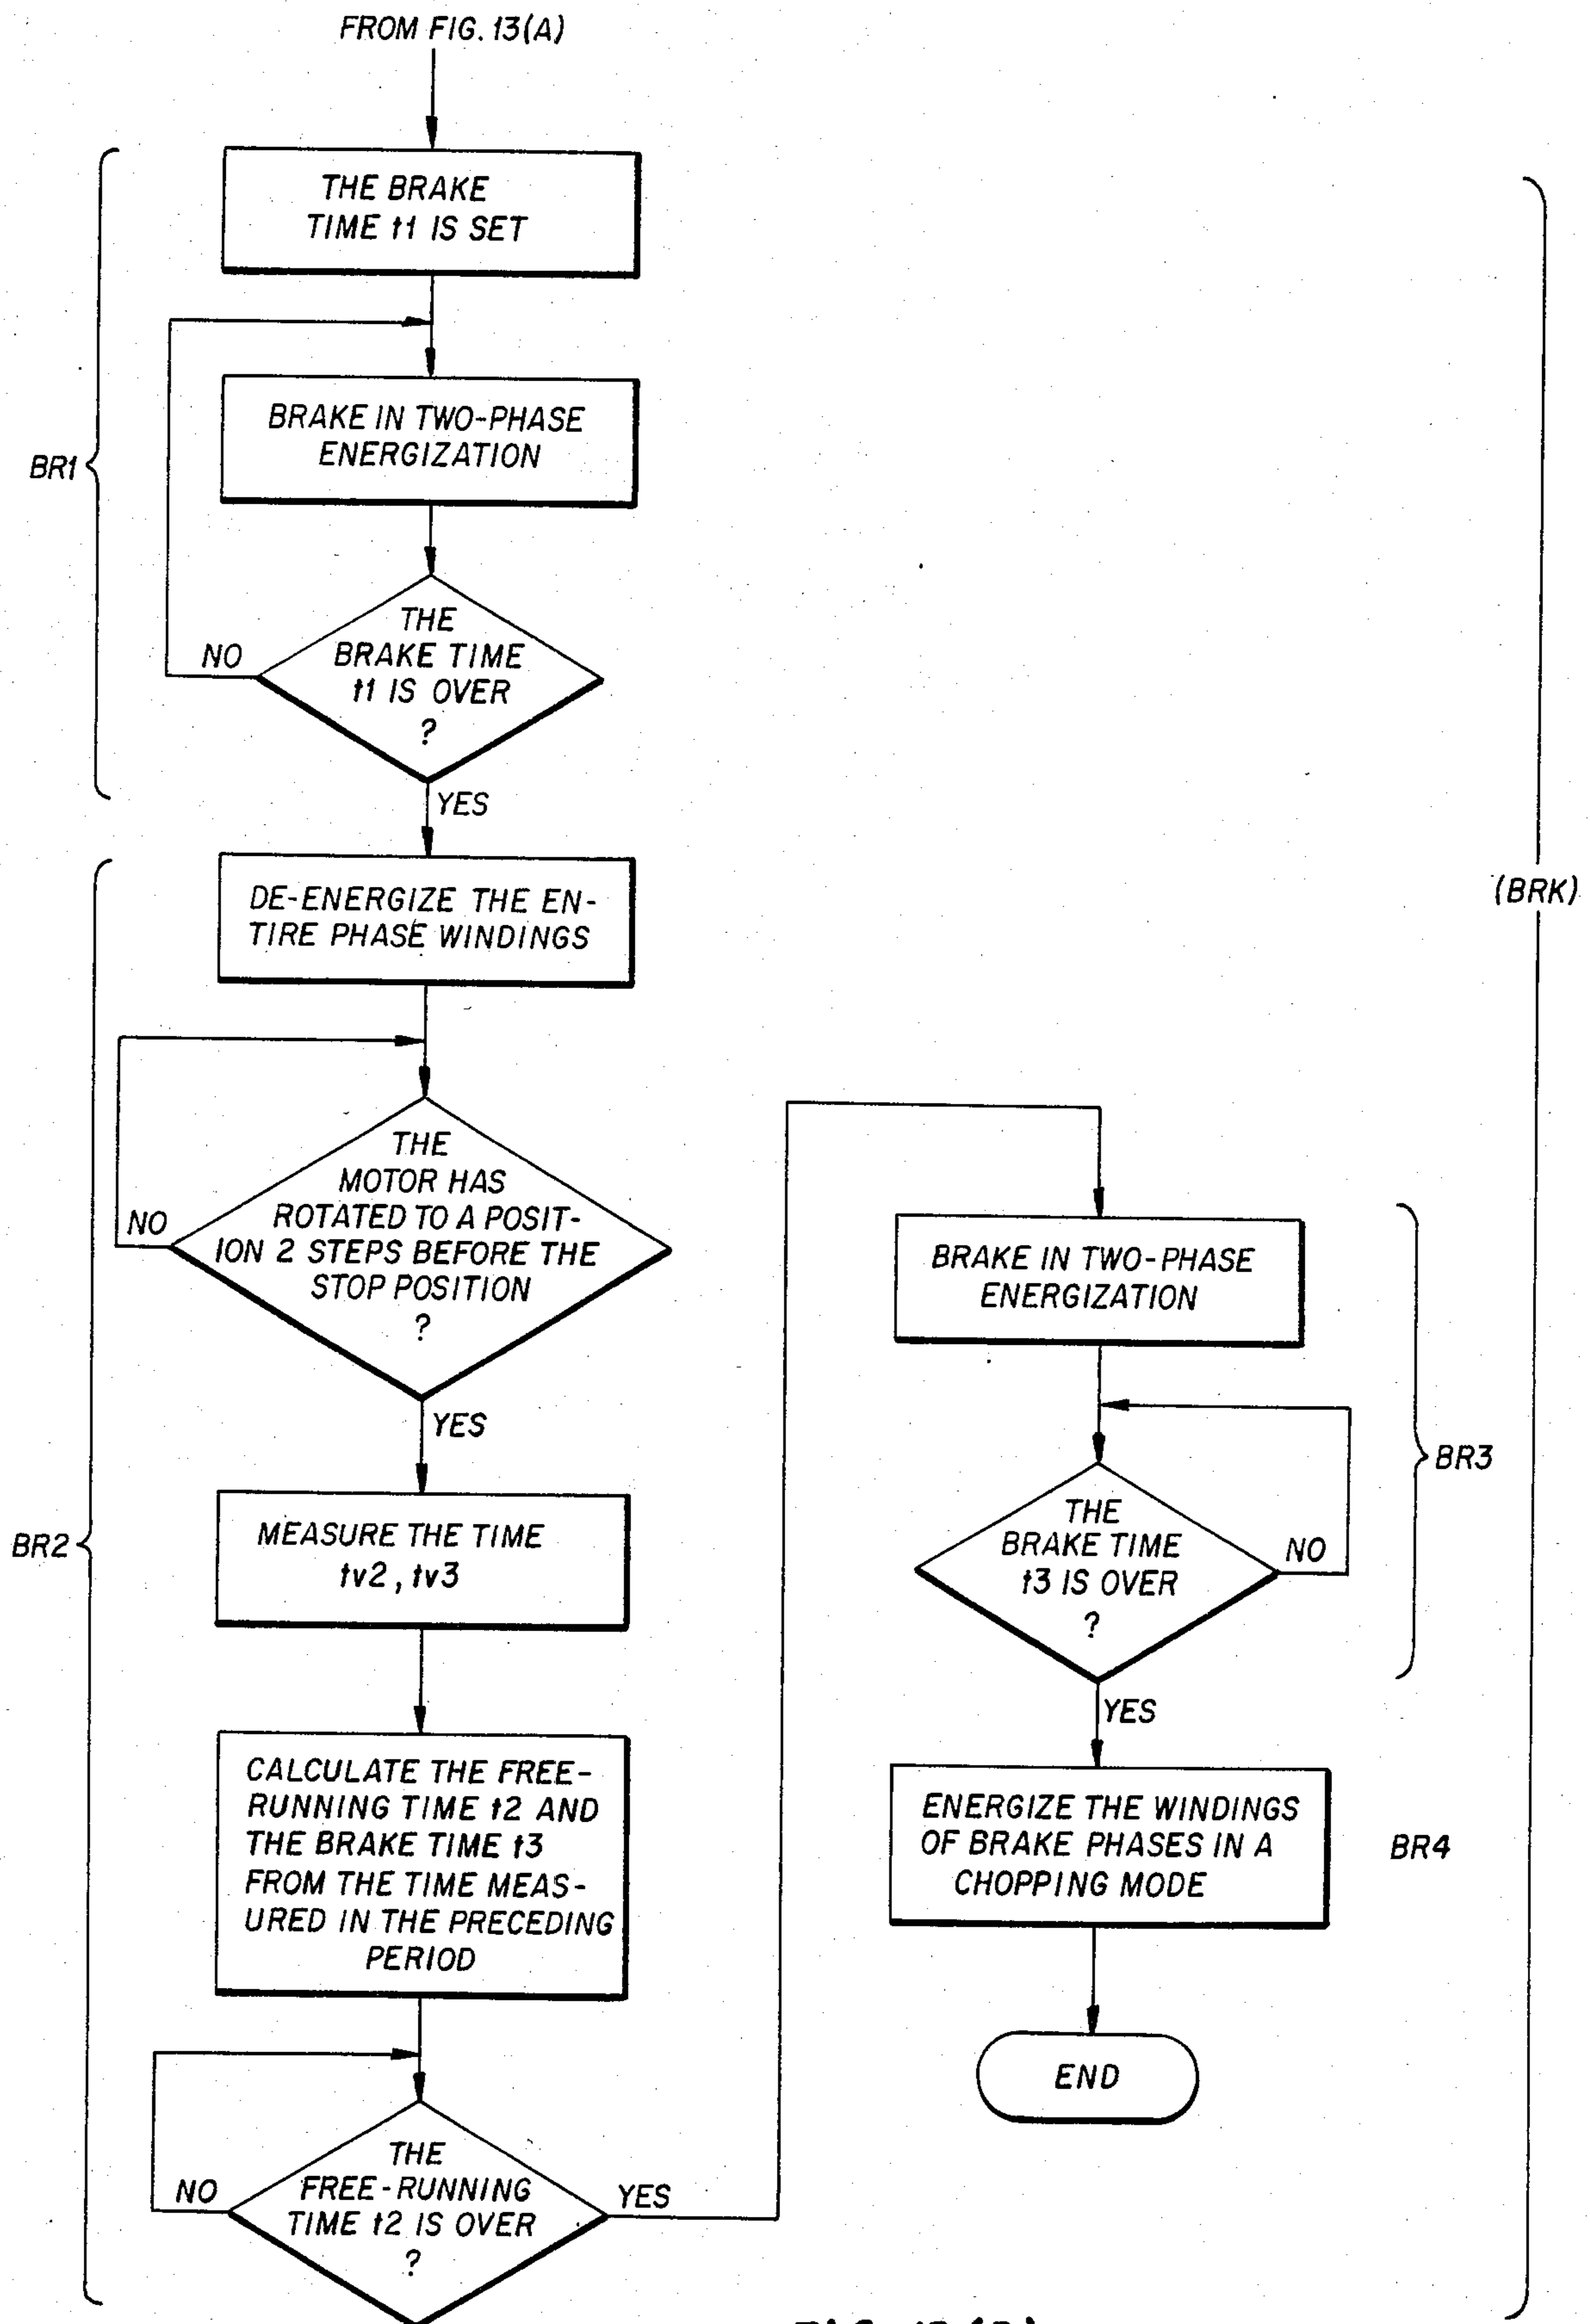 FROM FIG. 13(A)
THE BRAKE
TIME t1 IS SET
BRAKE IN TWO-PHASE
ENERGIZATION
BR1
THE
BRAKE TIME
t1 IS OVER
?
NO
YES
DE-ENERGIZE THE EN-
TIRE PHASE WINDINGS
(BRK)
THE
MOTOR HAS
ROTATED TO A POSIT-
ION 2 STEPS BEFORE THE
STOP POSITION
?
NO
YES
BR2
MEASURE THE TIME
tv2, tv3
CALCULATE THE FREE-
RUNNING TIME t2 AND
THE BRAKE TIME t3
FROM THE TIME MEAS-
URED IN THE PRECEDING
PERIOD
THE
FREE-RUNNING
TIME t2 IS OVER
?
NO
YES
BRAKE IN TWO-PHASE
ENERGIZATION
BR3
THE
BRAKE TIME
t3 IS OVER
?
NO
YES
ENERGIZE THE WINDINGS
OF BRAKE PHASES IN A
CHOPPING MODE
BR4
END